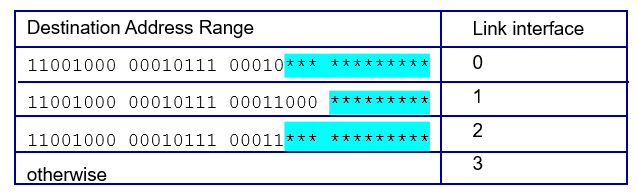 Destination Address Range Link interface
11001000 00010111 00010*** ********* 0
11001000 00010111 00011000 ********* 1
11001000 00010111 00011*** ********* 2
otherwise 3